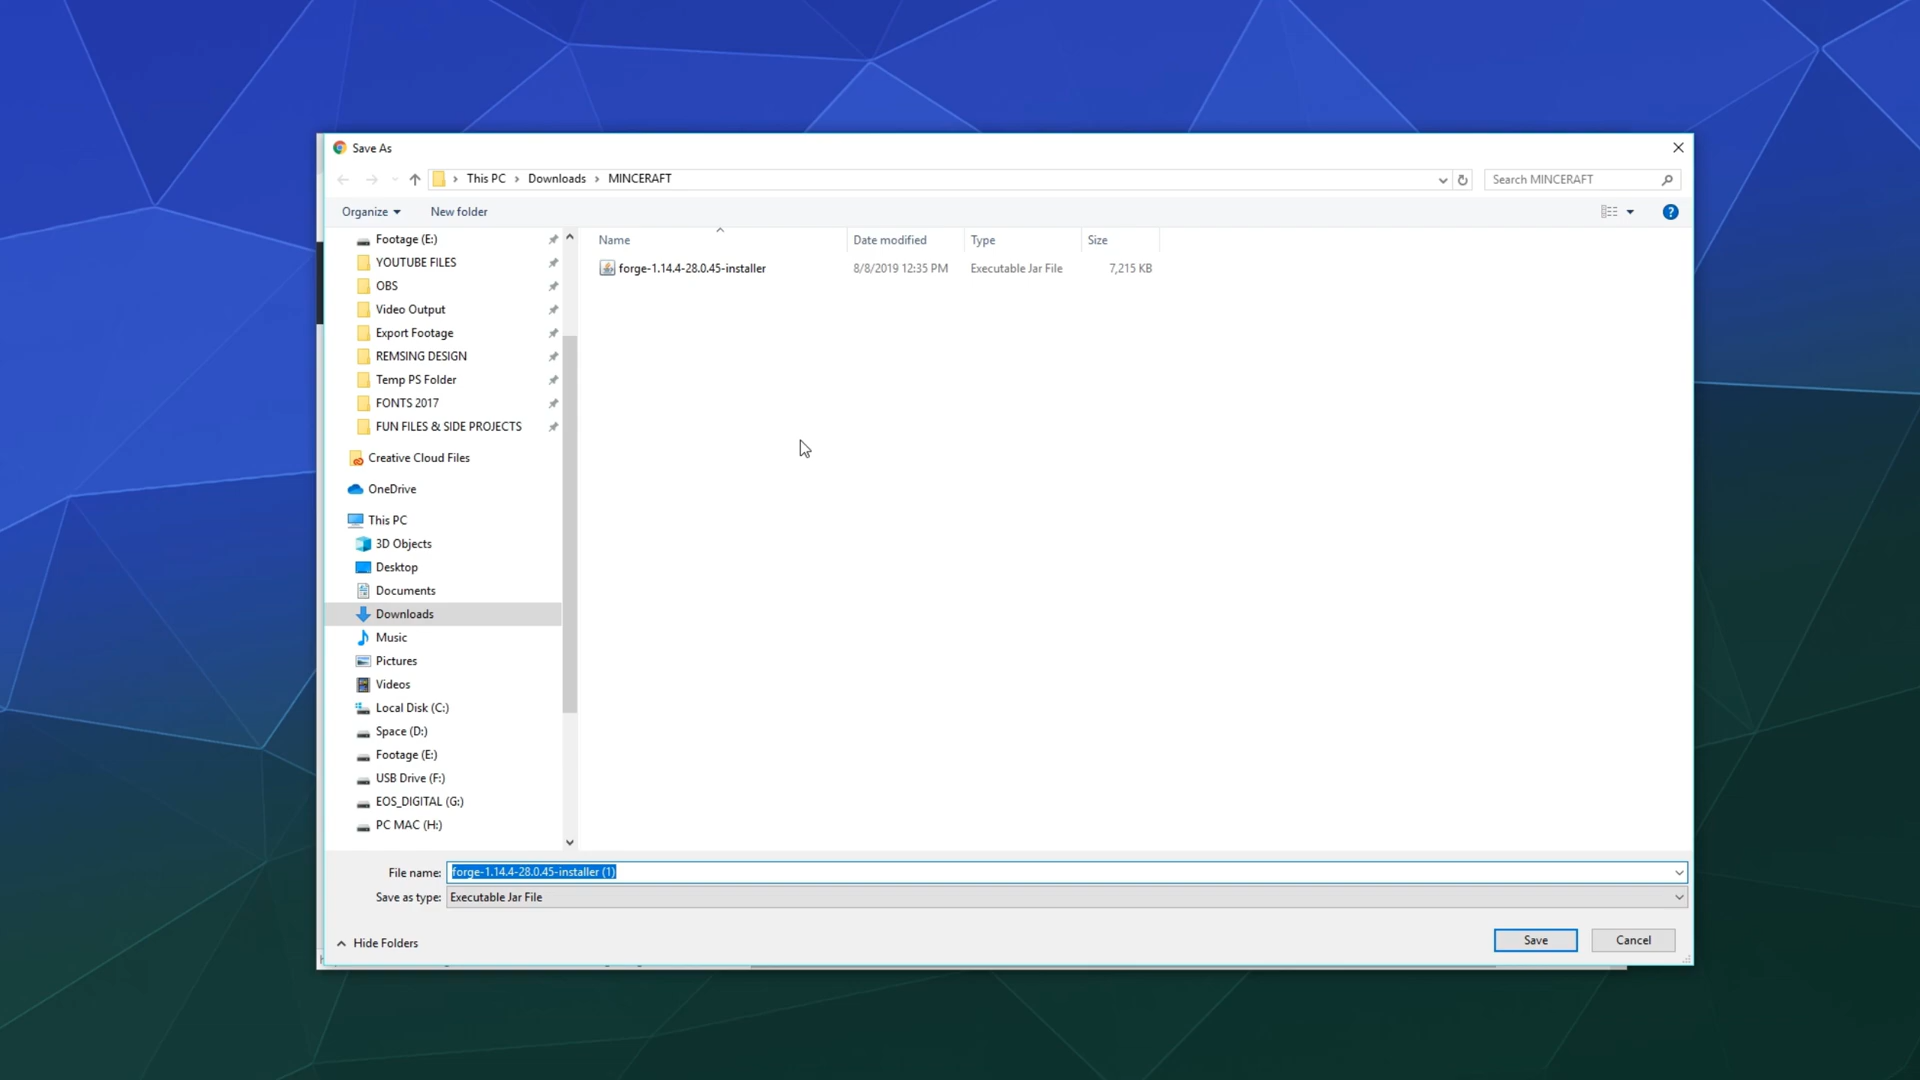 Save As
This PC > Downloads > MINCERAFT
Search MINCERAFT
Organize
New folder
Name
Date modified
Type
Size
forge-1.14.4-28.0.45-installer
8/8/2019 12:35 PM
Executable Jar File
7,215 KB
Footage (E:)
YOUTUBE FILES
OBS
Video Output
Export Footage
REMSING DESIGN
Temp PS Folder
FONTS 2017
FUN FILES & SIDE PROJECTS
Creative Cloud Files
OneDrive
This PC
3D Objects
Desktop
Documents
Downloads
Music
Pictures
Videos
Local Disk (C:)
Space (D:)
Footage (E:)
USB Drive (F:)
EOS_DIGITAL (G:)
PC MAC (H:)
File name: forge-1.14.4-28.0.45-installer (1)
Save as type: Executable Jar File
Hide Folders
Save
Cancel